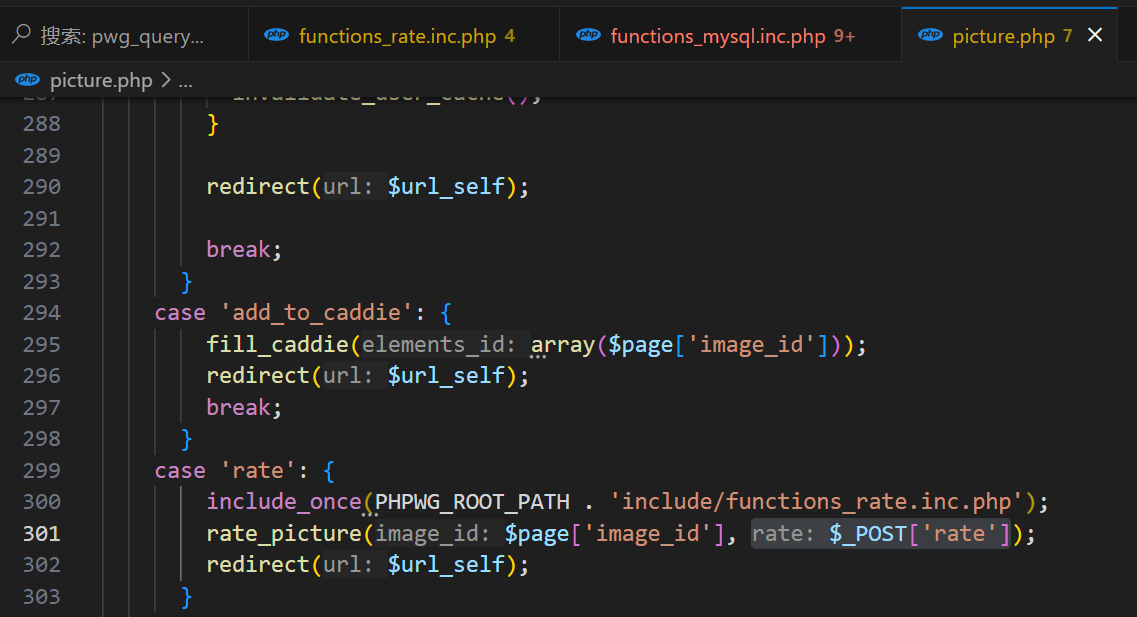 搜索: pwg_query...
php functions_rate.inc.php 4
php functions_mysql.inc.php 9+
php picture.php 7 ×
php picture.php > ...
287 invalidate_user_cache();
288 }
289
290 redirect(url: $url_self);
291
292 break;
293 }
294 case 'add_to_caddie': {
295 fill_caddie(elements_id: array($page['image_id']));
296 redirect(url: $url_self);
297 break;
298 }
299 case 'rate': {
300 include_once(PHPWG_ROOT_PATH . 'include/functions_rate.inc.php');
301 rate_picture(image_id: $page['image_id'], rate: $_POST['rate']);
302 redirect(url: $url_self);
303 }